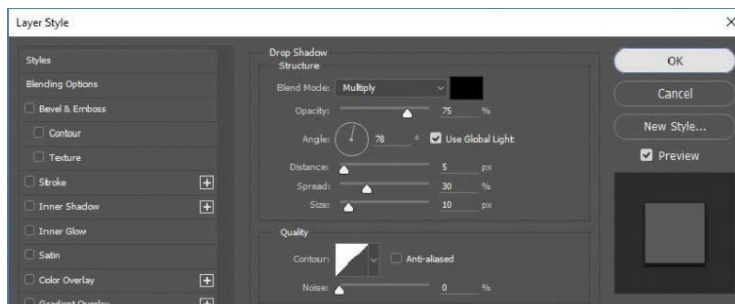 Layer Style
Styles
Blending Options
Bevel & Emboss
Contour
Texture
Stroke
Inner Shadow
Inner Glow
Satin
Color Overlay
Gradient Overlay
Drop Shadow
Structure
Blend Mode: Multiply
Opacity: 75 %
Angle: 78 ° Use Global Light
Distance: 5 px
Spread: 30 %
Size: 10 px
Quality
Contour: Anti-aliased
Noise: 0 %
OK
Cancel
New Style...
Preview